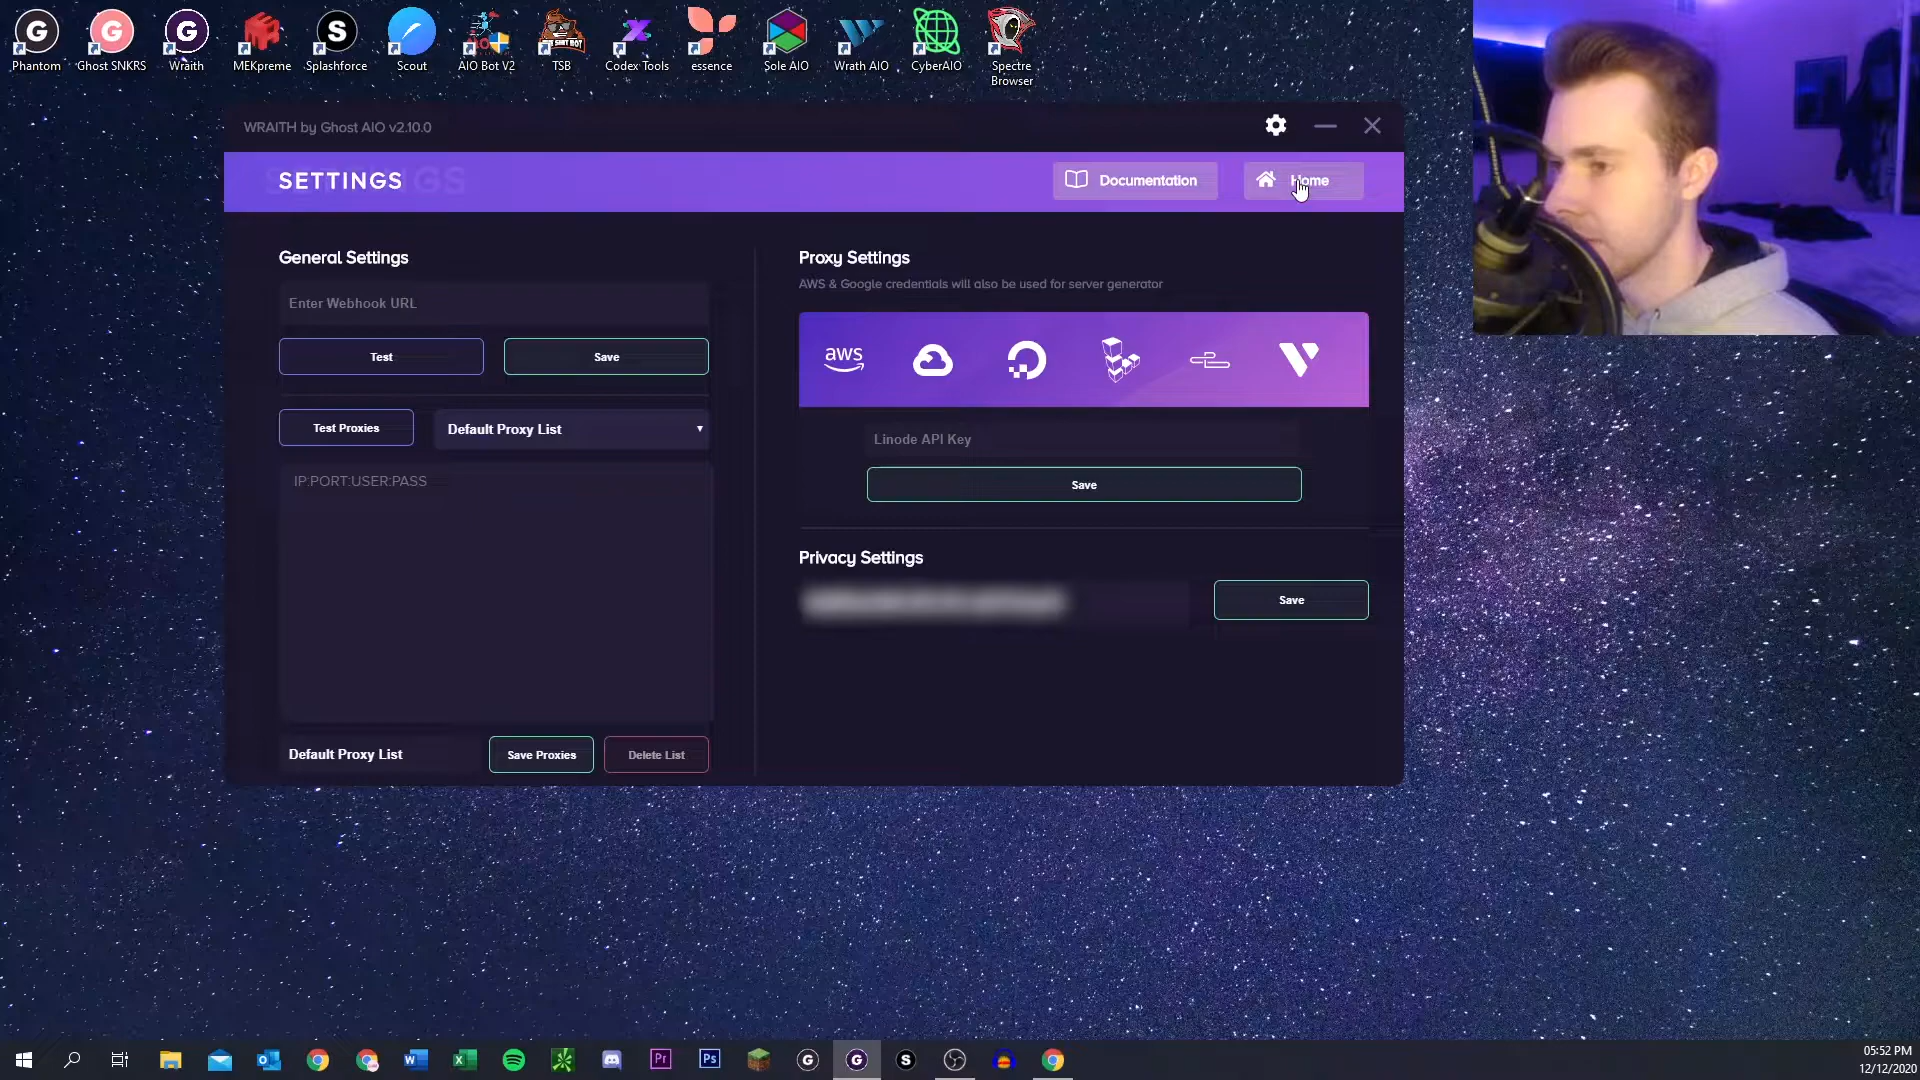 Phantom
Ghost SNKRS
Wraith
MEKpreme
Splashforce
Scout
AIO Bot V2
TSB
Codex Tools
essence
Sole AIO
Wrath AIO
CyberAIO
Spectre
Browser
WRAITH by Ghost AIO v2.10.0
SETTINGS
Documentation
Home
General Settings
Enter Webhook URL
Test
Save
Test Proxies
Default Proxy List
IP:PORT:USER:PASS
Default Proxy List
Save Proxies
Delete List
Proxy Settings
AWS & Google credentials will also be used for server generator
aws
Linode API Key
Save
Privacy Settings
Save
05:52 PM
12/12/2020